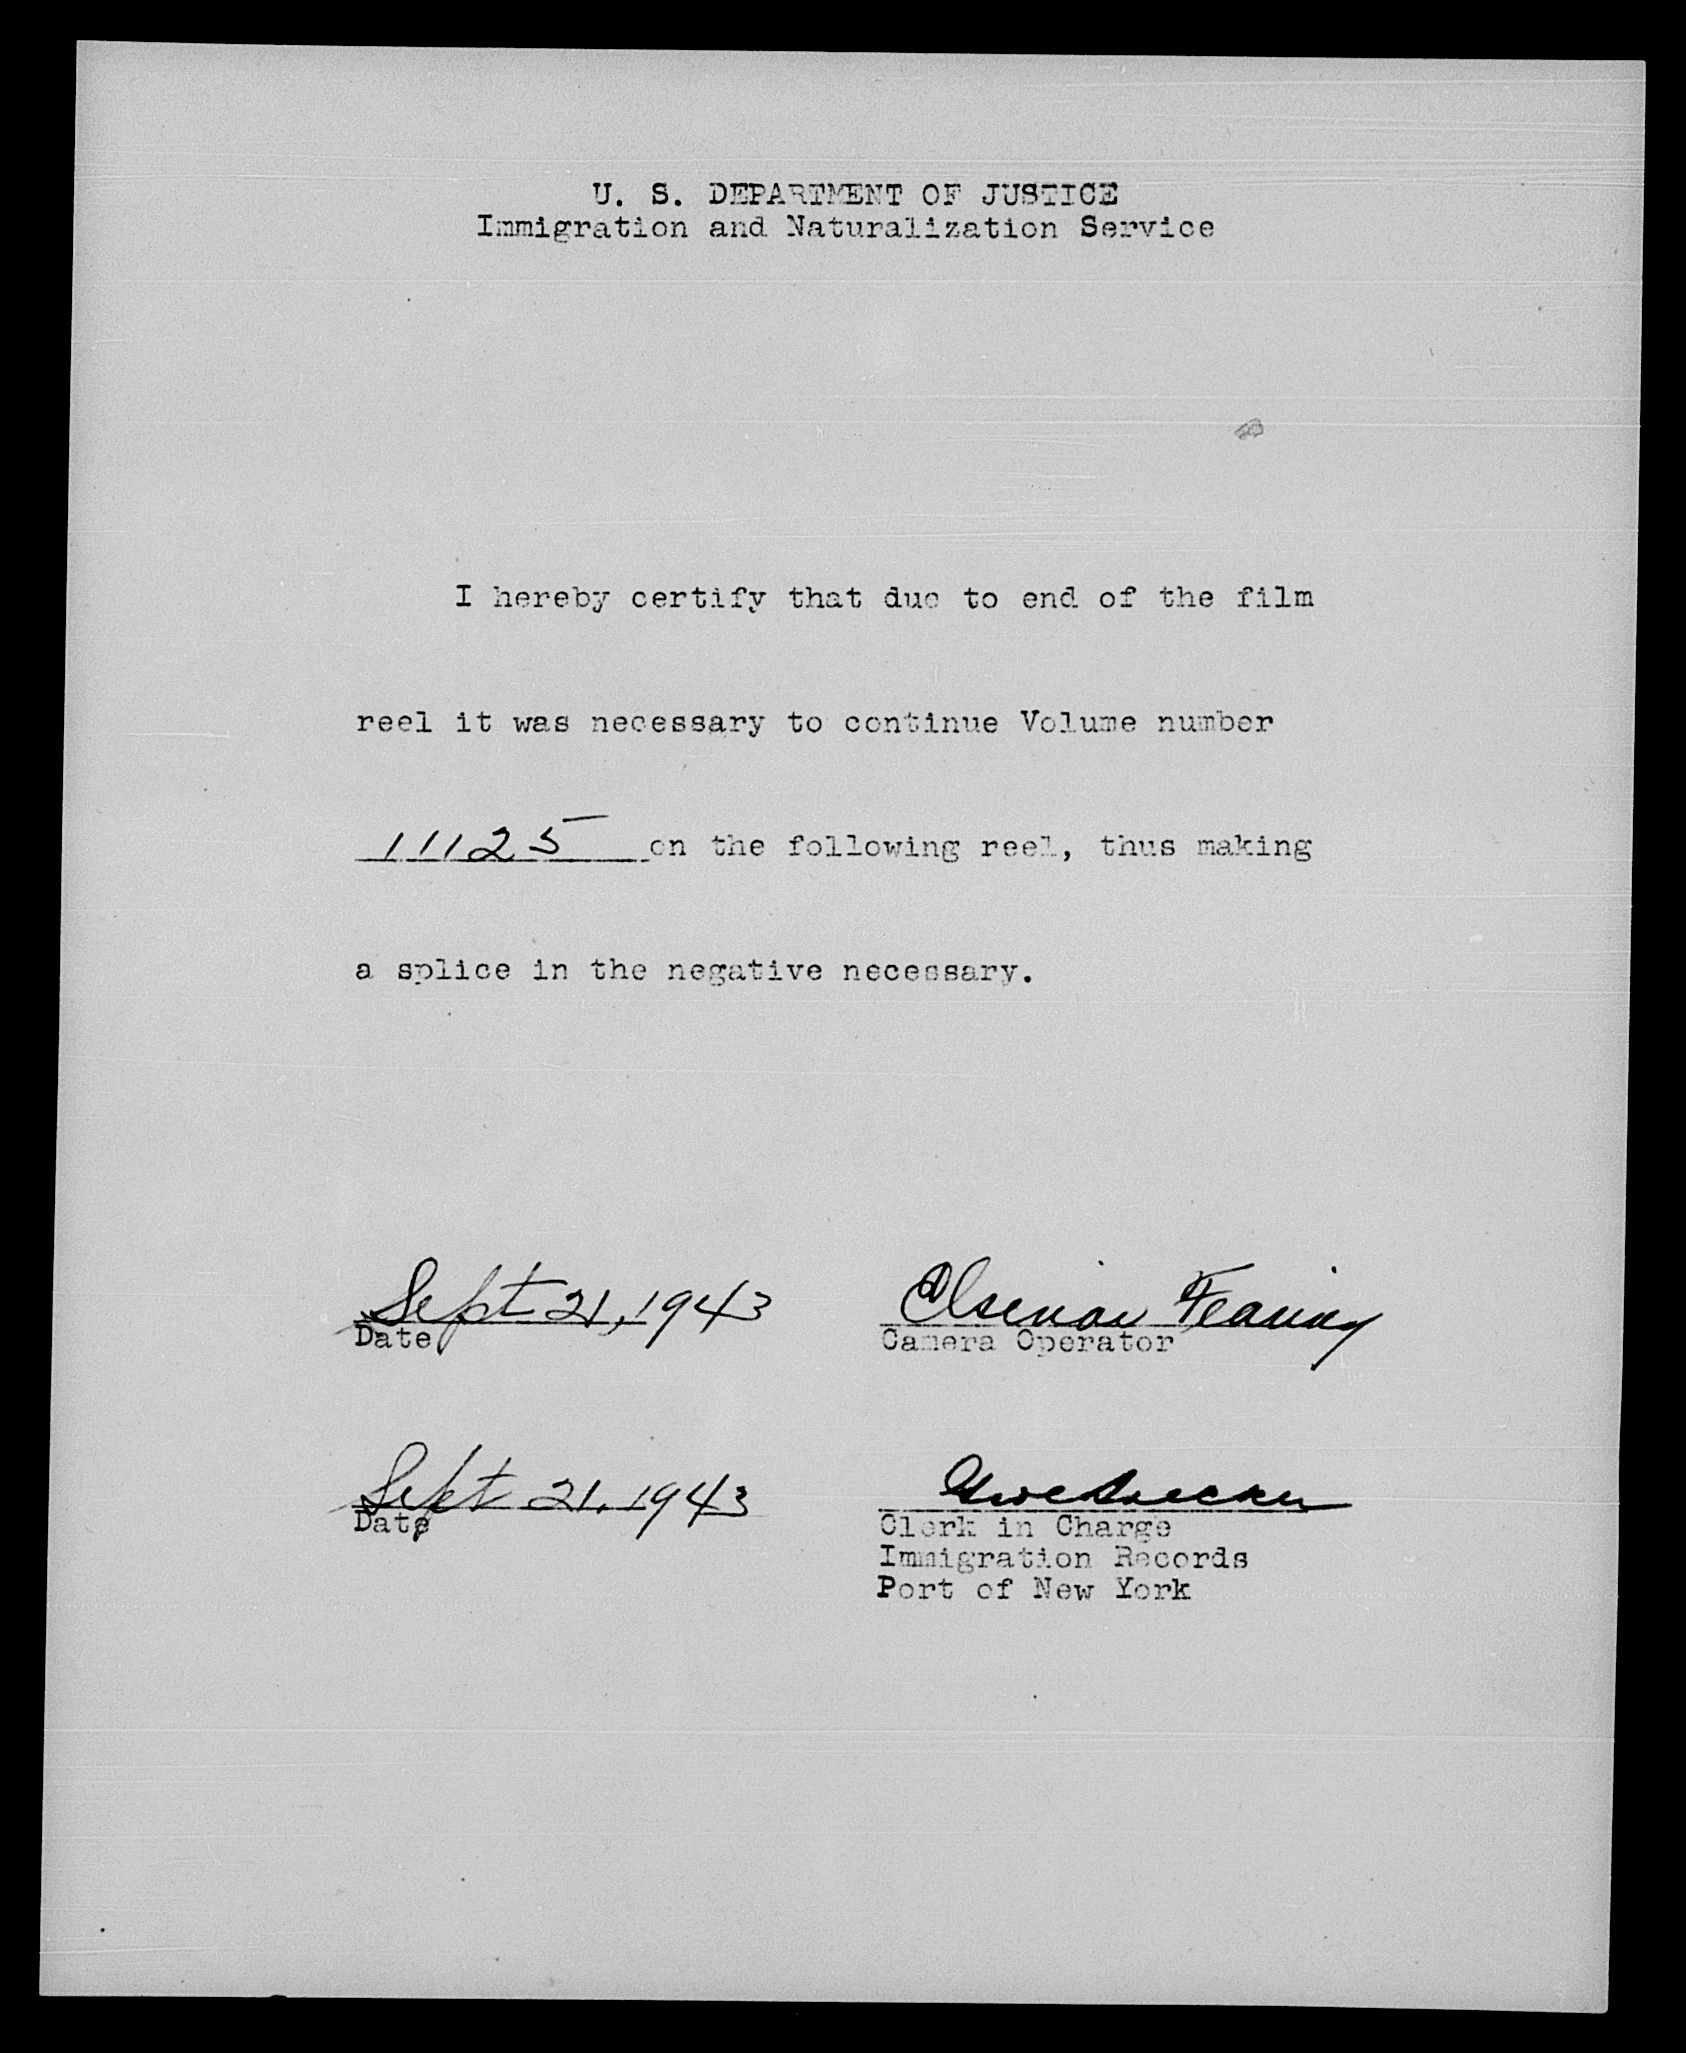 U. S. DEPARTMENT OF JUSTICE
Immigration and Naturalization Service
I hereby certify that due to end of the film
reel it was necessary to continue Volume number
11125 on the following reel, thus making
a splice in the negative necessary.
Sept 21, 1943
Date
Camera Operator
Sept 21, 1943
Date
Clerk in Charge
Immigration Records
Port of New York